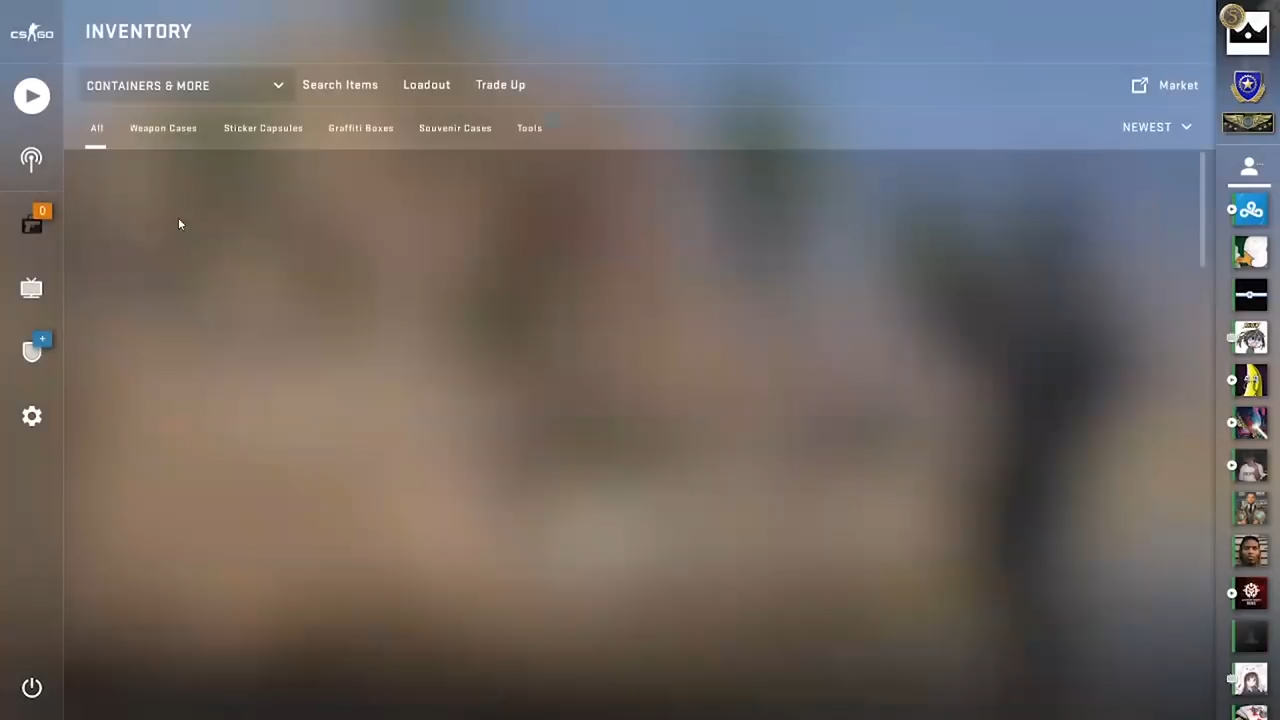 CS GO
INVENTORY
CONTAINERS & MORE
Search Items
Loadout
Trade Up
Market
All
Weapon Cases
Sticker Capsules
Graffiti Boxes
Souvenir Cases
Tools
NEWEST
0
+
5